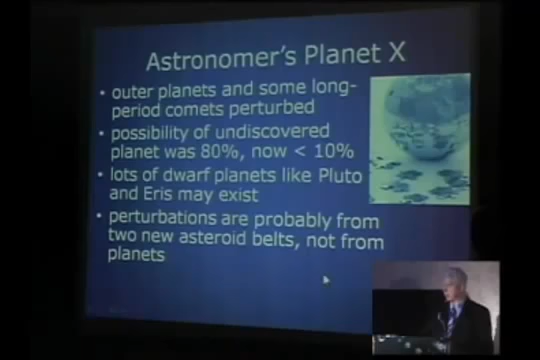 Astronomer's Planet X
• outer planets and some long-
period comets perturbed
• possibility of undiscovered
planet was 80%, now < 10%
• lots of dwarf planets like Pluto
and Eris may exist
• perturbations are probably from
two new asteroid belts, not from
planets